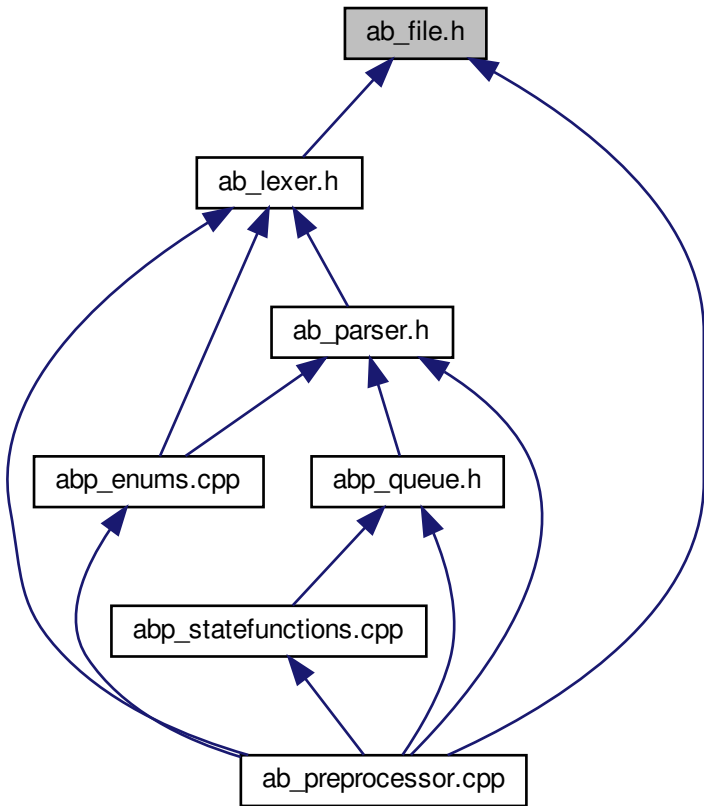 ab_file.h
ab_lexer.h
ab_parser.h
abp_enums.cpp
abp_queue.h
abp_statefunctions.cpp
ab_preprocessor.cpp